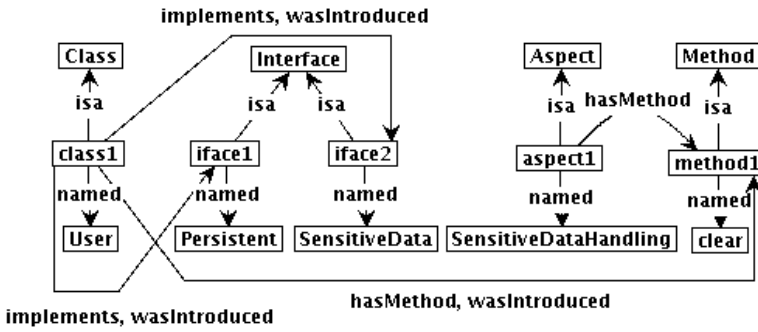 implements, wasIntroduced
Class
Interface
Aspect
Method
isa
isa
isa
isa
hasMethod
isa
class1
iface1
iface2
aspect1
method1
named
named
named
named
named
User
Persistent
SensitiveData
SensitiveDataHandling
clear
hasMethod, wasIntroduced
implements, wasIntroduced